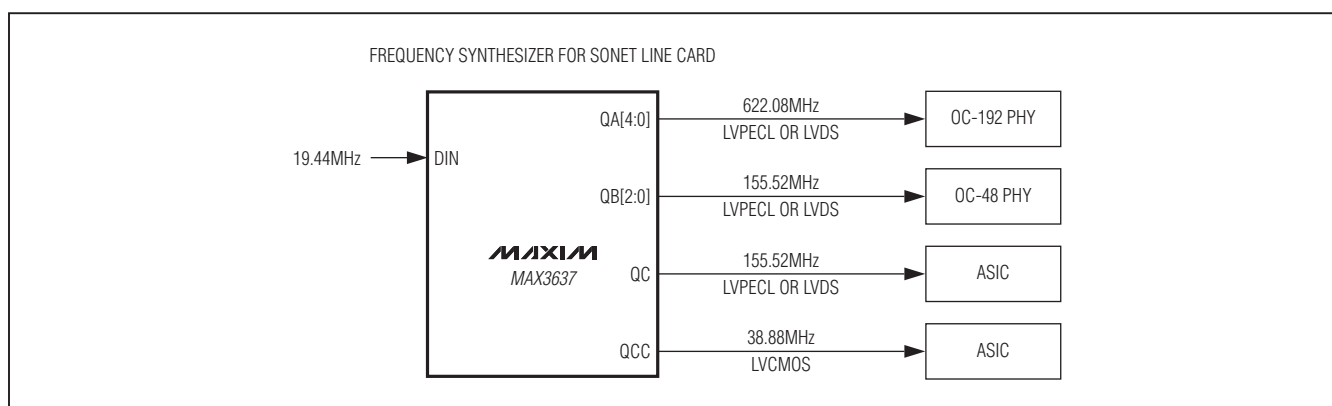 FREQUENCY SYNTHESIZER FOR SONET LINE CARD
19.44MHz
DIN
QA[4:0]
622.08MHz
LVPECL OR LVDS
OC-192 PHY
QB[2:0]
155.52MHz
LVPECL OR LVDS
OC-48 PHY
MAXIM
MAX3637
QC
155.52MHz
LVPECL OR LVDS
ASIC
QCC
38.88MHz
LVCMOS
ASIC